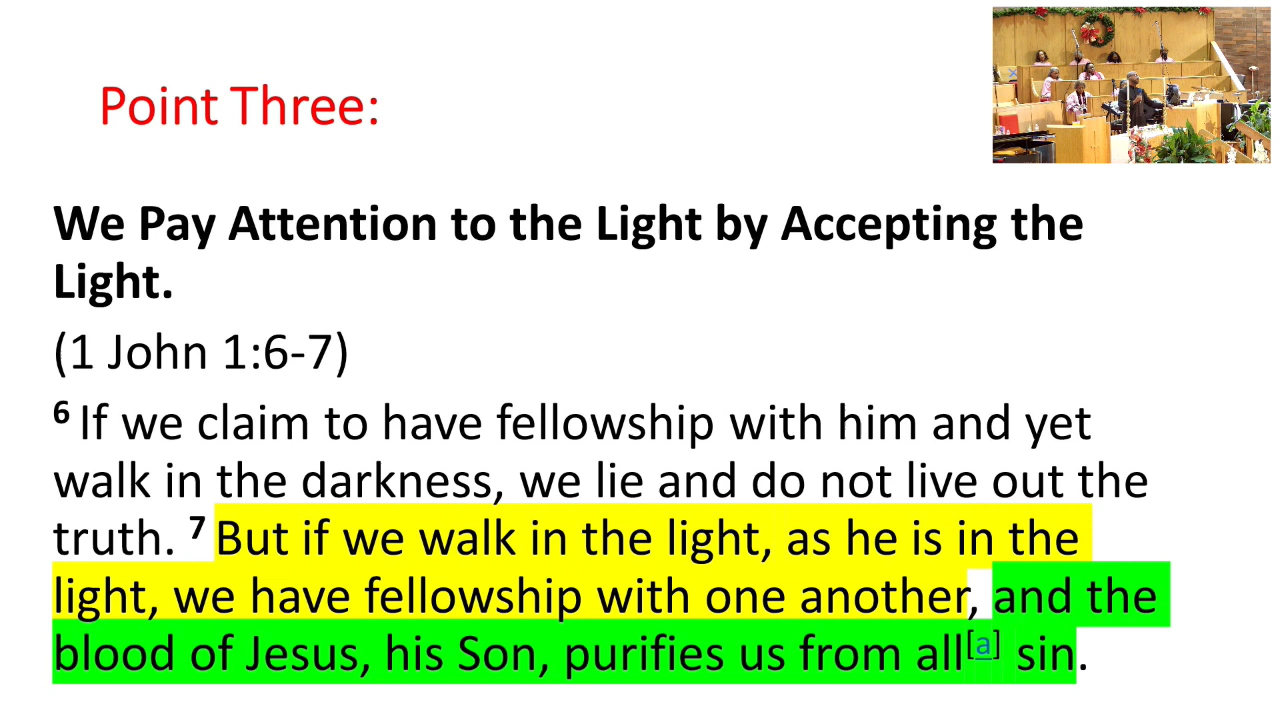 Point Three:
We Pay Attention to the Light by Accepting the
Light.
(1 John 1:6-7)
6 If we claim to have fellowship with him and yet
walk in the darkness, we lie and do not live out the
truth. 7 But if we walk in the light, as he is in the
light, we have fellowship with one another, and the
blood of Jesus, his Son, purifies us from all[a] sin.